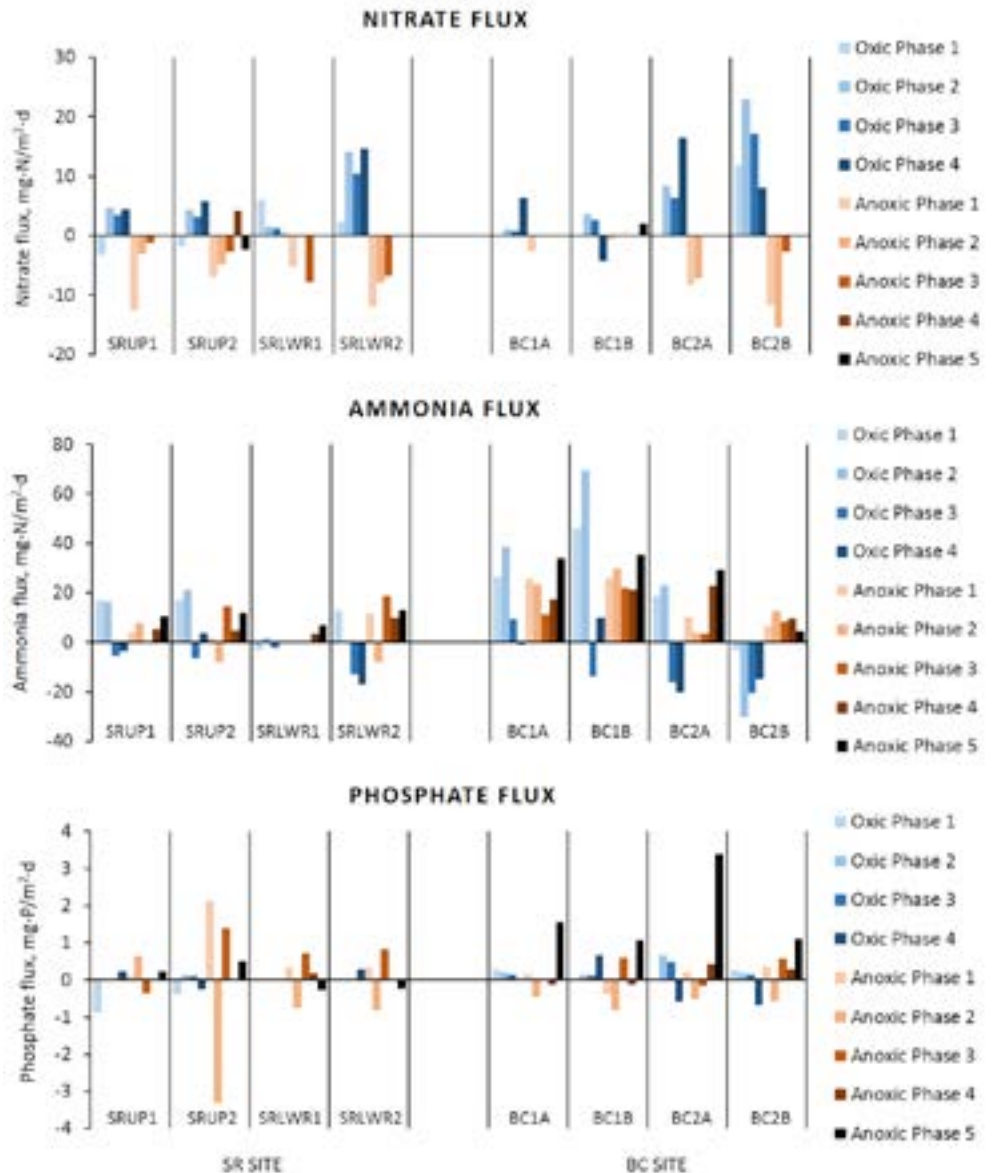 NITRATE FLUX
Nitrate flux, mg-N/m²-d
30
20
10
0
-10
-20
SRUP1 SRUP2 SRLWR1 SRLWR2 BC1A BC1B BC2A BC2B
Oxic Phase 1
Oxic Phase 2
Oxic Phase 3
Oxic Phase 4
Anoxic Phase 1
Anoxic Phase 2
Anoxic Phase 3
Anoxic Phase 4
Anoxic Phase 5
AMMONIA FLUX
Ammonia flux, mg-N/m²-d
80
60
40
20
0
-20
-40
SRUP1 SRUP2 SRLWR1 SRLWR2 BC1A BC1B BC2A BC2B
Oxic Phase 1
Oxic Phase 2
Oxic Phase 3
Oxic Phase 4
Anoxic Phase 1
Anoxic Phase 2
Anoxic Phase 3
Anoxic Phase 4
Anoxic Phase 5
PHOSPHATE FLUX
Phosphate flux, mg-P/m²-d
4
3
2
1
0
-1
-2
-3
-4
SRUP1 SRUP2 SRLWR1 SRLWR2 BC1A BC1B BC2A BC2B
SR SITE BC SITE
Oxic Phase 1
Oxic Phase 2
Oxic Phase 3
Oxic Phase 4
Anoxic Phase 1
Anoxic Phase 2
Anoxic Phase 3
Anoxic Phase 4
Anoxic Phase 5